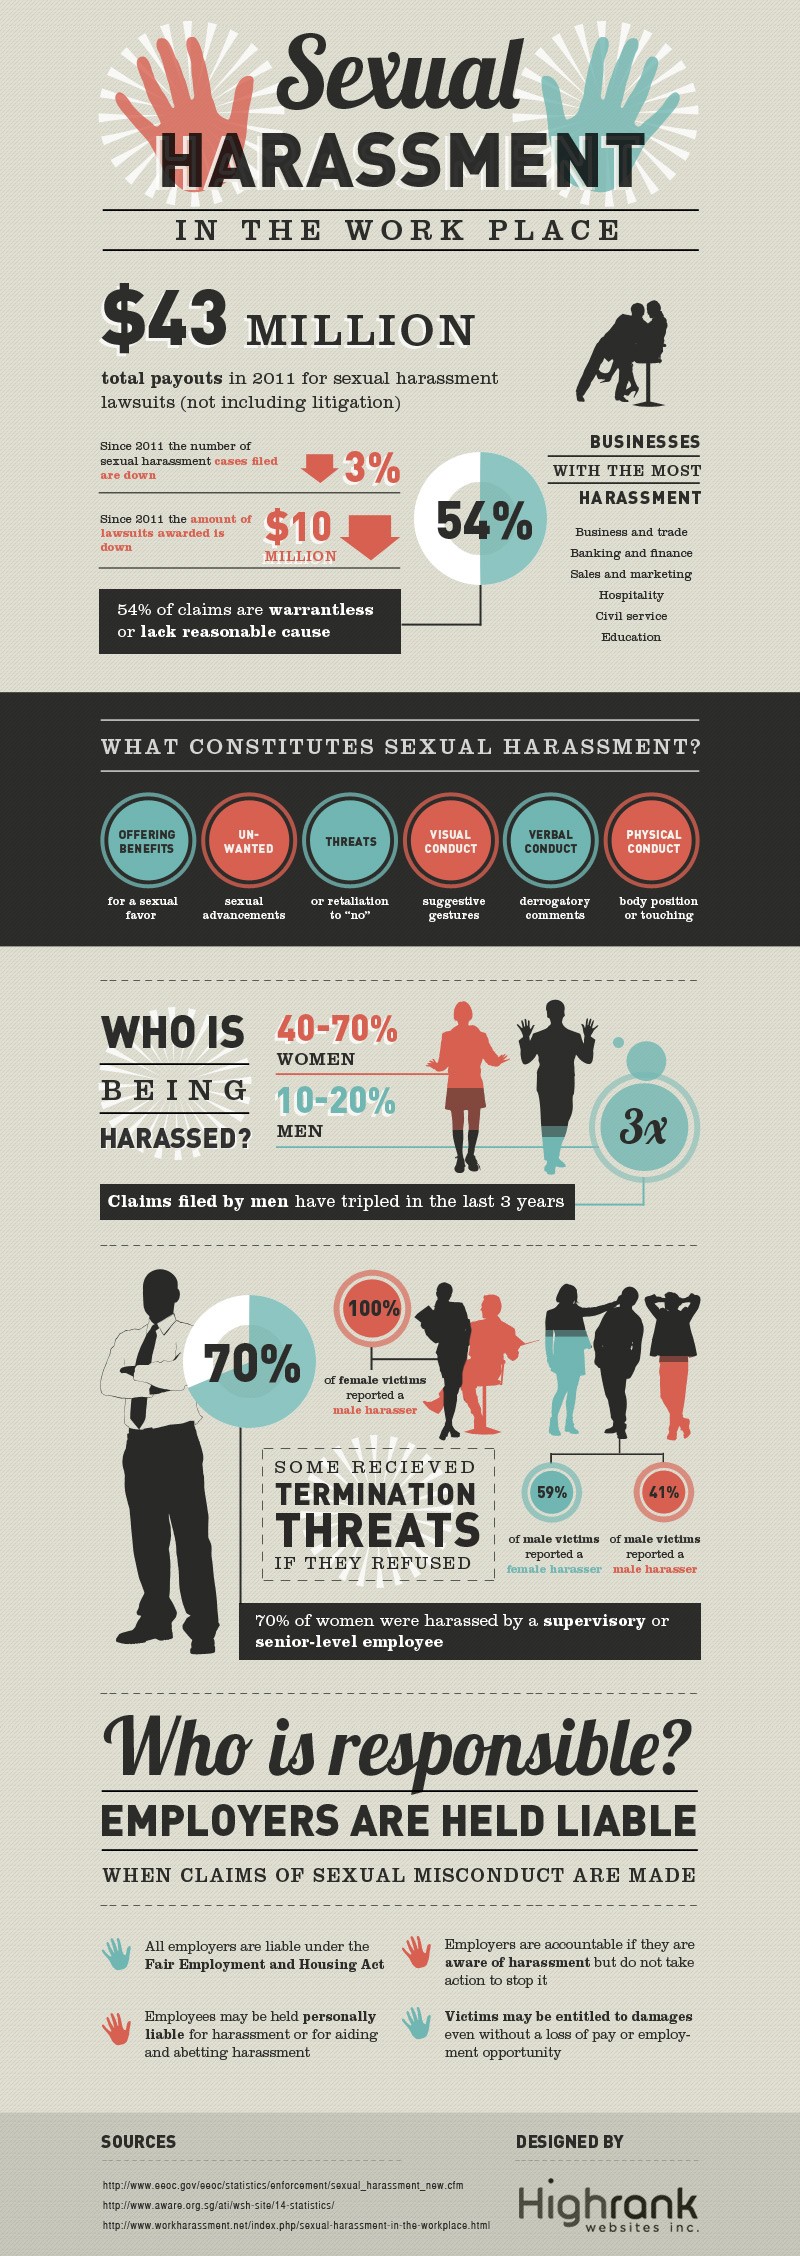 Sexual
HARASSMENT
IN THE WORK PLACE
$43 MILLION
total payouts in 2011 for sexual harassment
lawsuits (not including litigation)
Since 2011 the number of
sexual harassment cases filed
are down
3%
Since 2011 the amount of
lawsuits awarded is
down
$10
MILLION
54% of claims are warrantless
or lack reasonable cause
54%
BUSINESSES
WITH THE MOST
HARASSMENT
Business and trade
Banking and finance
Sales and marketing
Hospitality
Civil service
Education
WHAT CONSTITUTES SEXUAL HARASSMENT?
OFFERING
BENEFITS
for a sexual
favor
UN-
WANTED
sexual
advancements
THREATS
or retaliation
to “no”
VISUAL
CONDUCT
suggestive
gestures
VERBAL
CONDUCT
derrogatory
comments
PHYSICAL
CONDUCT
body position
or touching
WHO IS
BEING
HARASSED?
40-70%
WOMEN
10-20%
MEN
3x
Claims filed by men have tripled in the last 3 years
70%
100%
of female victims
reported a
male harasser
SOME RECIEVED
TERMINATION
THREATS
IF THEY REFUSED
59%
of male victims
reported a
female harasser
41%
of male victims
reported a
male harasser
70% of women were harassed by a supervisory or
senior-level employee
Who is responsible?
EMPLOYERS ARE HELD LIABLE
WHEN CLAIMS OF SEXUAL MISCONDUCT ARE MADE
All employers are liable under the
Fair Employment and Housing Act
Employers are accountable if they are
aware of harassment but do not take
action to stop it
Employees may be held personally
liable for harassment or for aiding
and abetting harassment
Victims may be entitled to damages
even without a loss of pay or employ-
ment opportunity
SOURCES
http://www.eeoc.gov/eeoc/statistics/enforcement/sexual_harassment_new.cfm
http://www.aware.org.sg/ati/wsh-site/14-statistics/
http://www.workharassment.net/index.php/sexual-harassment-in-the-workplace.html
DESIGNED BY
Highrank
websites inc.